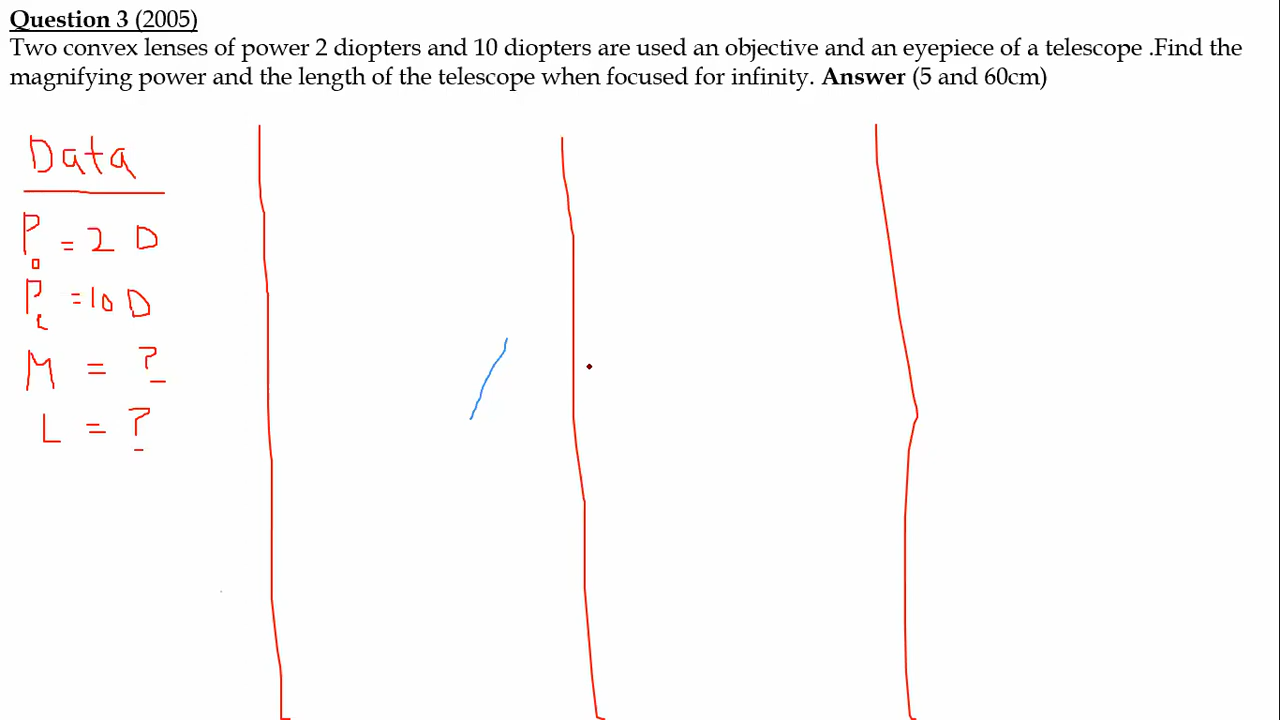 Question 3 (2005)
Two convex lenses of power 2 diopters and 10 diopters are used an objective and an eyepiece of a telescope .Find the
magnifying power and the length of the telescope when focused for infinity. Answer (5 and 60cm)
Data
P₀ = 2 D
Pₑ = 10 D
M = ?
L = ?